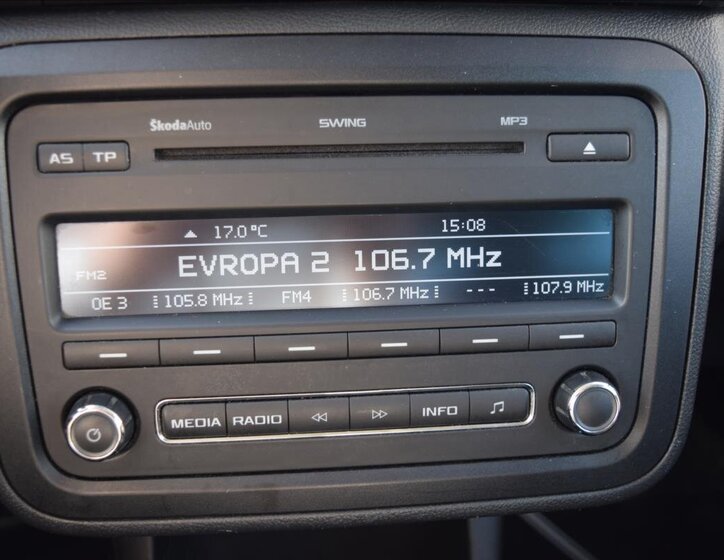 ŠkodaAuto SWING MP3
AS TP
17.0°C 15:08
FM2 EVROPA 2 106.7 MHz
OE 3 105.8 MHz FM4 106.7 MHz --- 107.9 MHz
MEDIA RADIO INFO